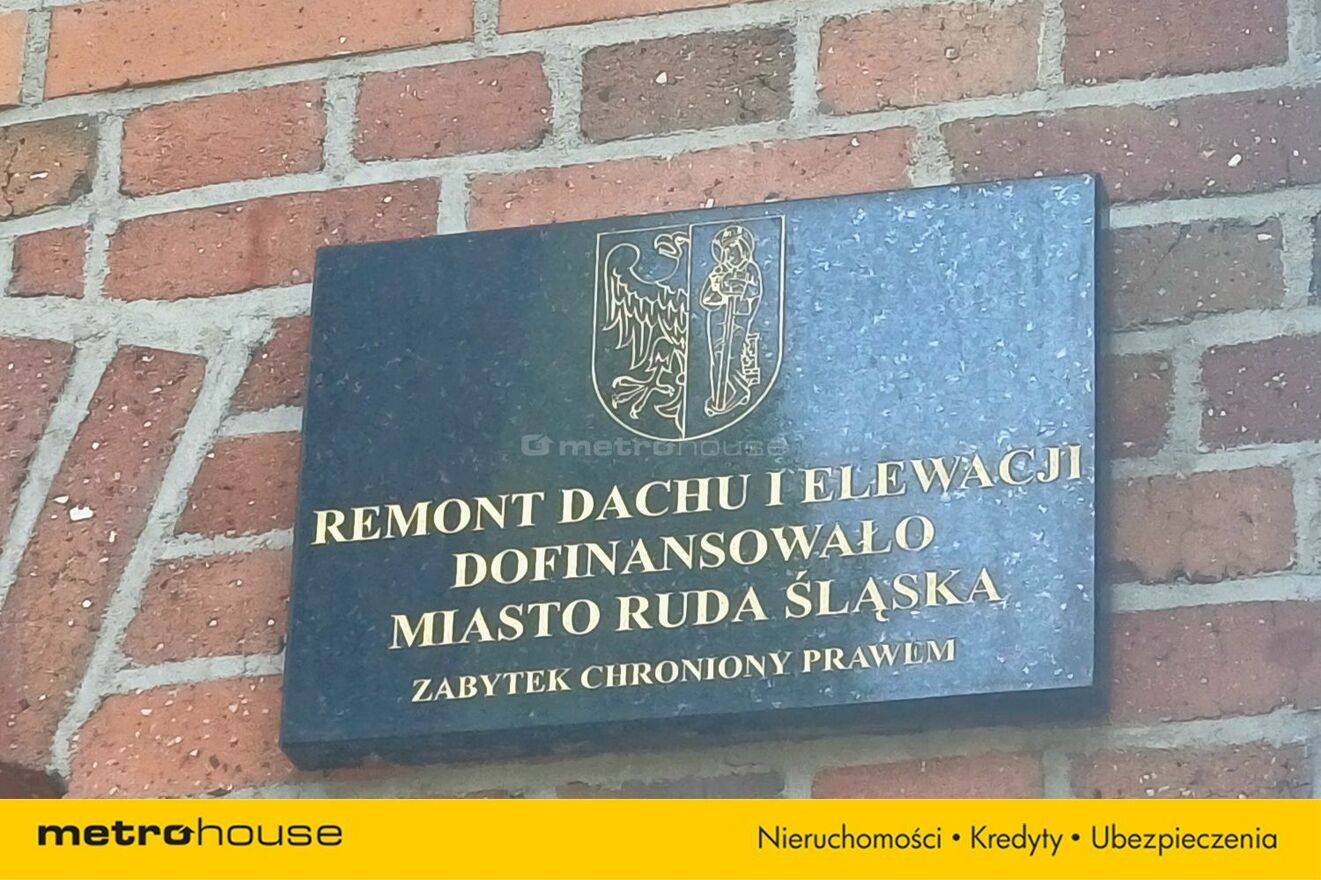 metrohouse
REMONT DACHU I ELEWACJI
DOFINANSOWAŁO
MIASTO RUDA ŚLĄSKA
ZABYTEK CHRONIONY PRAWEM
metrohouse
Nieruchomości • Kredyty • Ubezpieczenia